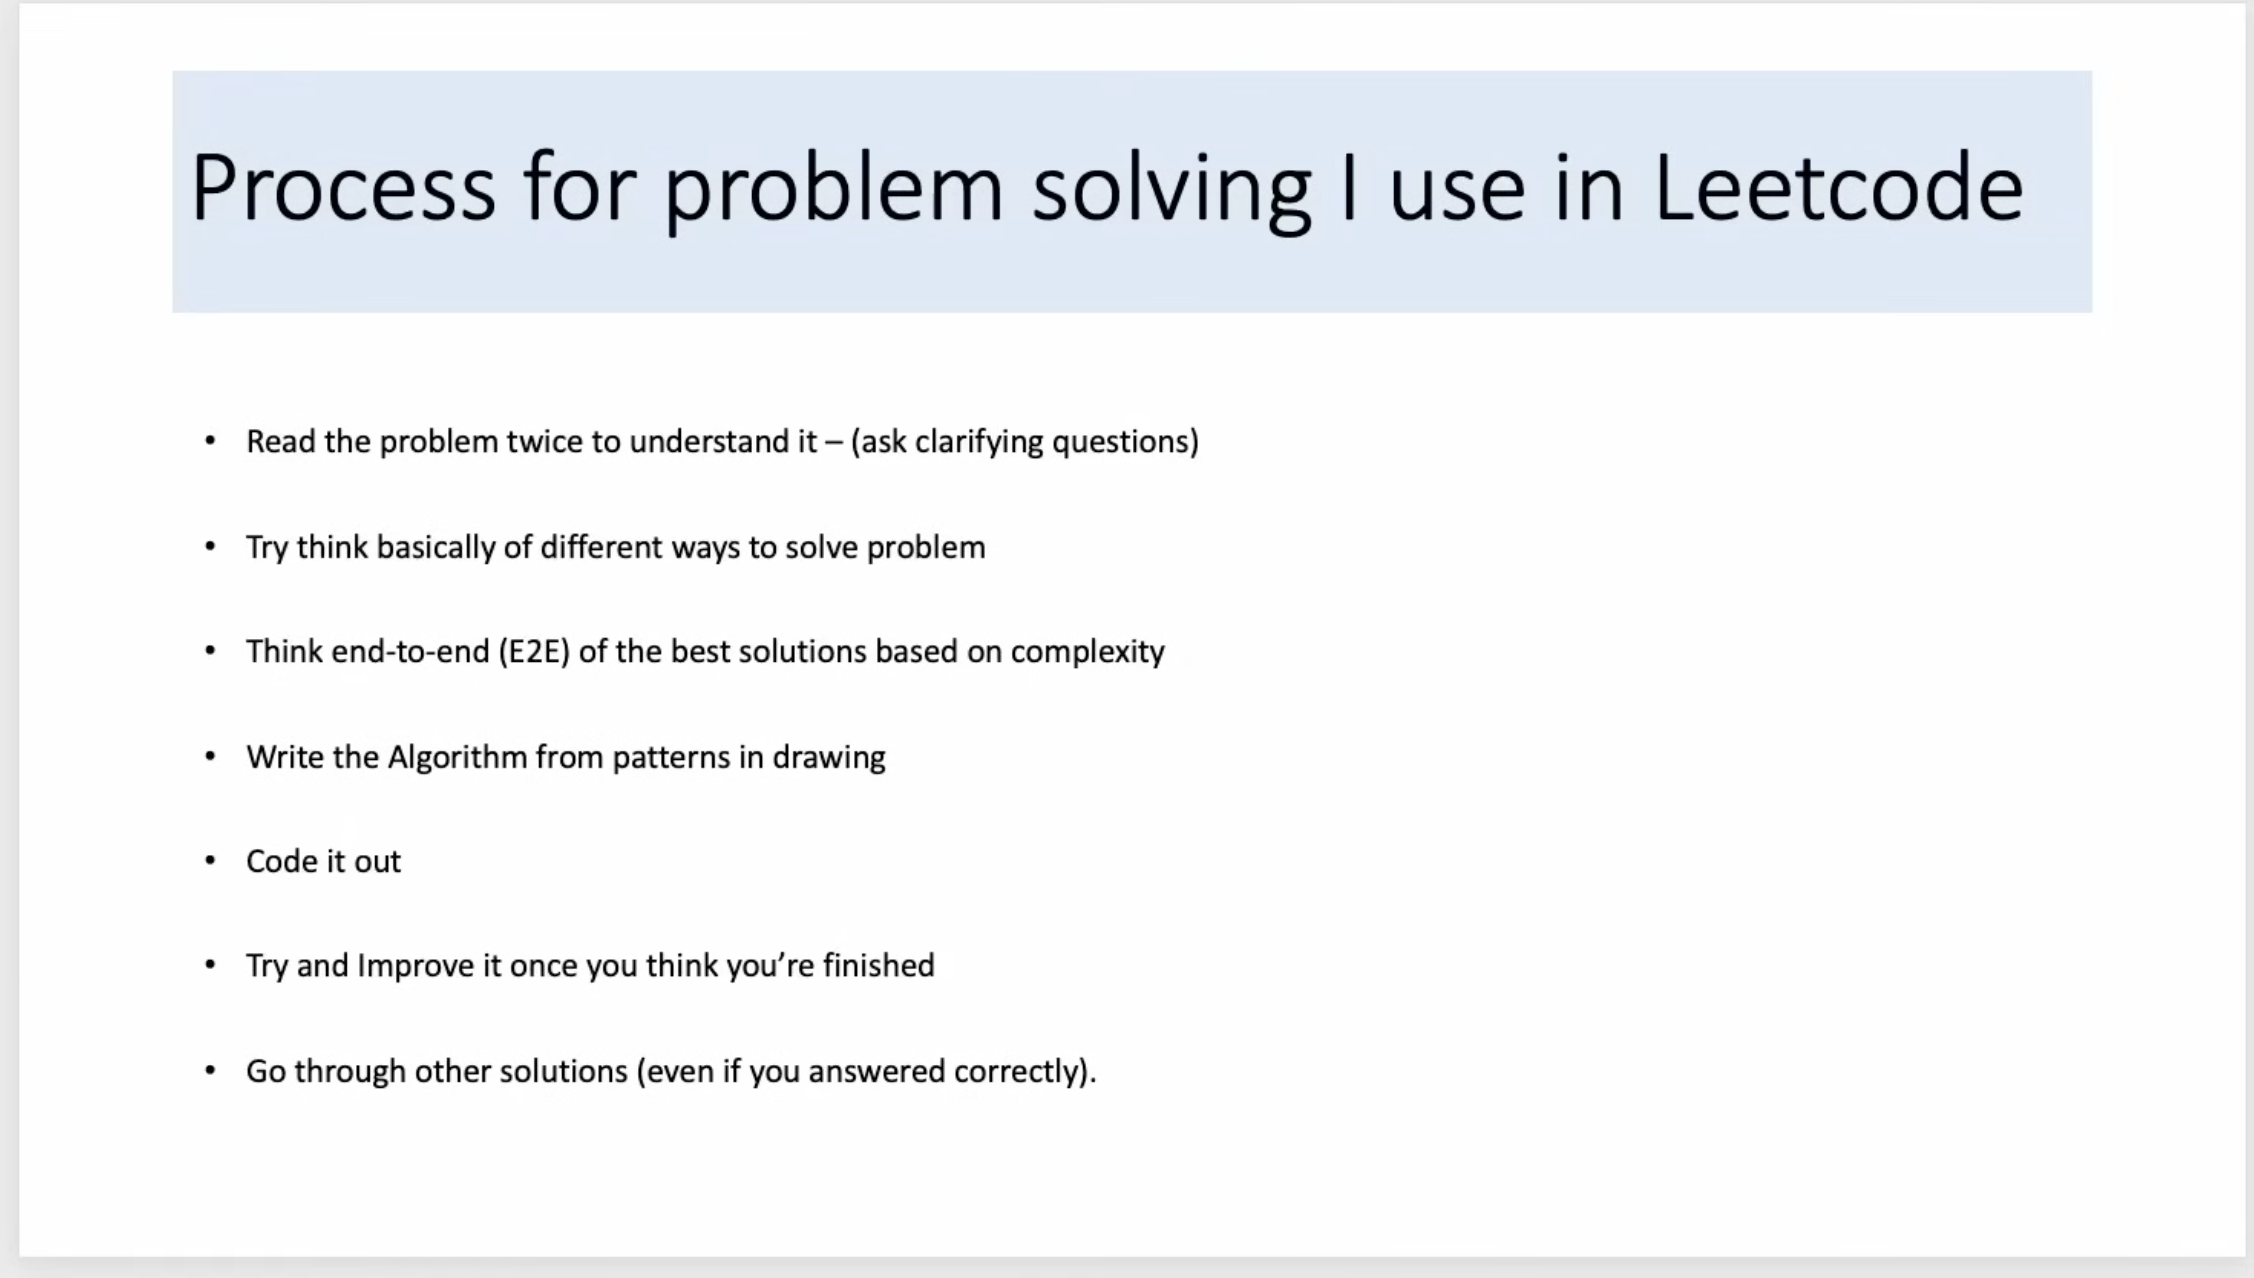 Process for problem solving I use in Leetcode
• Read the problem twice to understand it – (ask clarifying questions)
• Try think basically of different ways to solve problem
• Think end-to-end (E2E) of the best solutions based on complexity
• Write the Algorithm from patterns in drawing
• Code it out
• Try and Improve it once you think you’re finished
• Go through other solutions (even if you answered correctly).